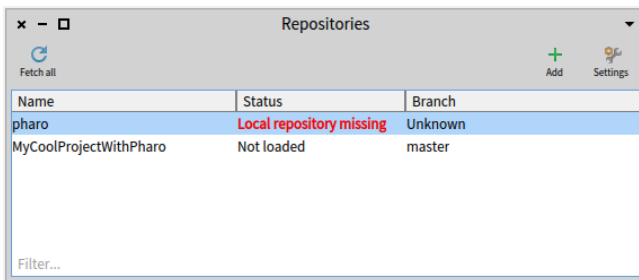 Repositories
Fetch all
Add
Settings
Name Status Branch
pharo Local repository missing Unknown
MyCoolProjectWithPharo Not loaded master
Filter...